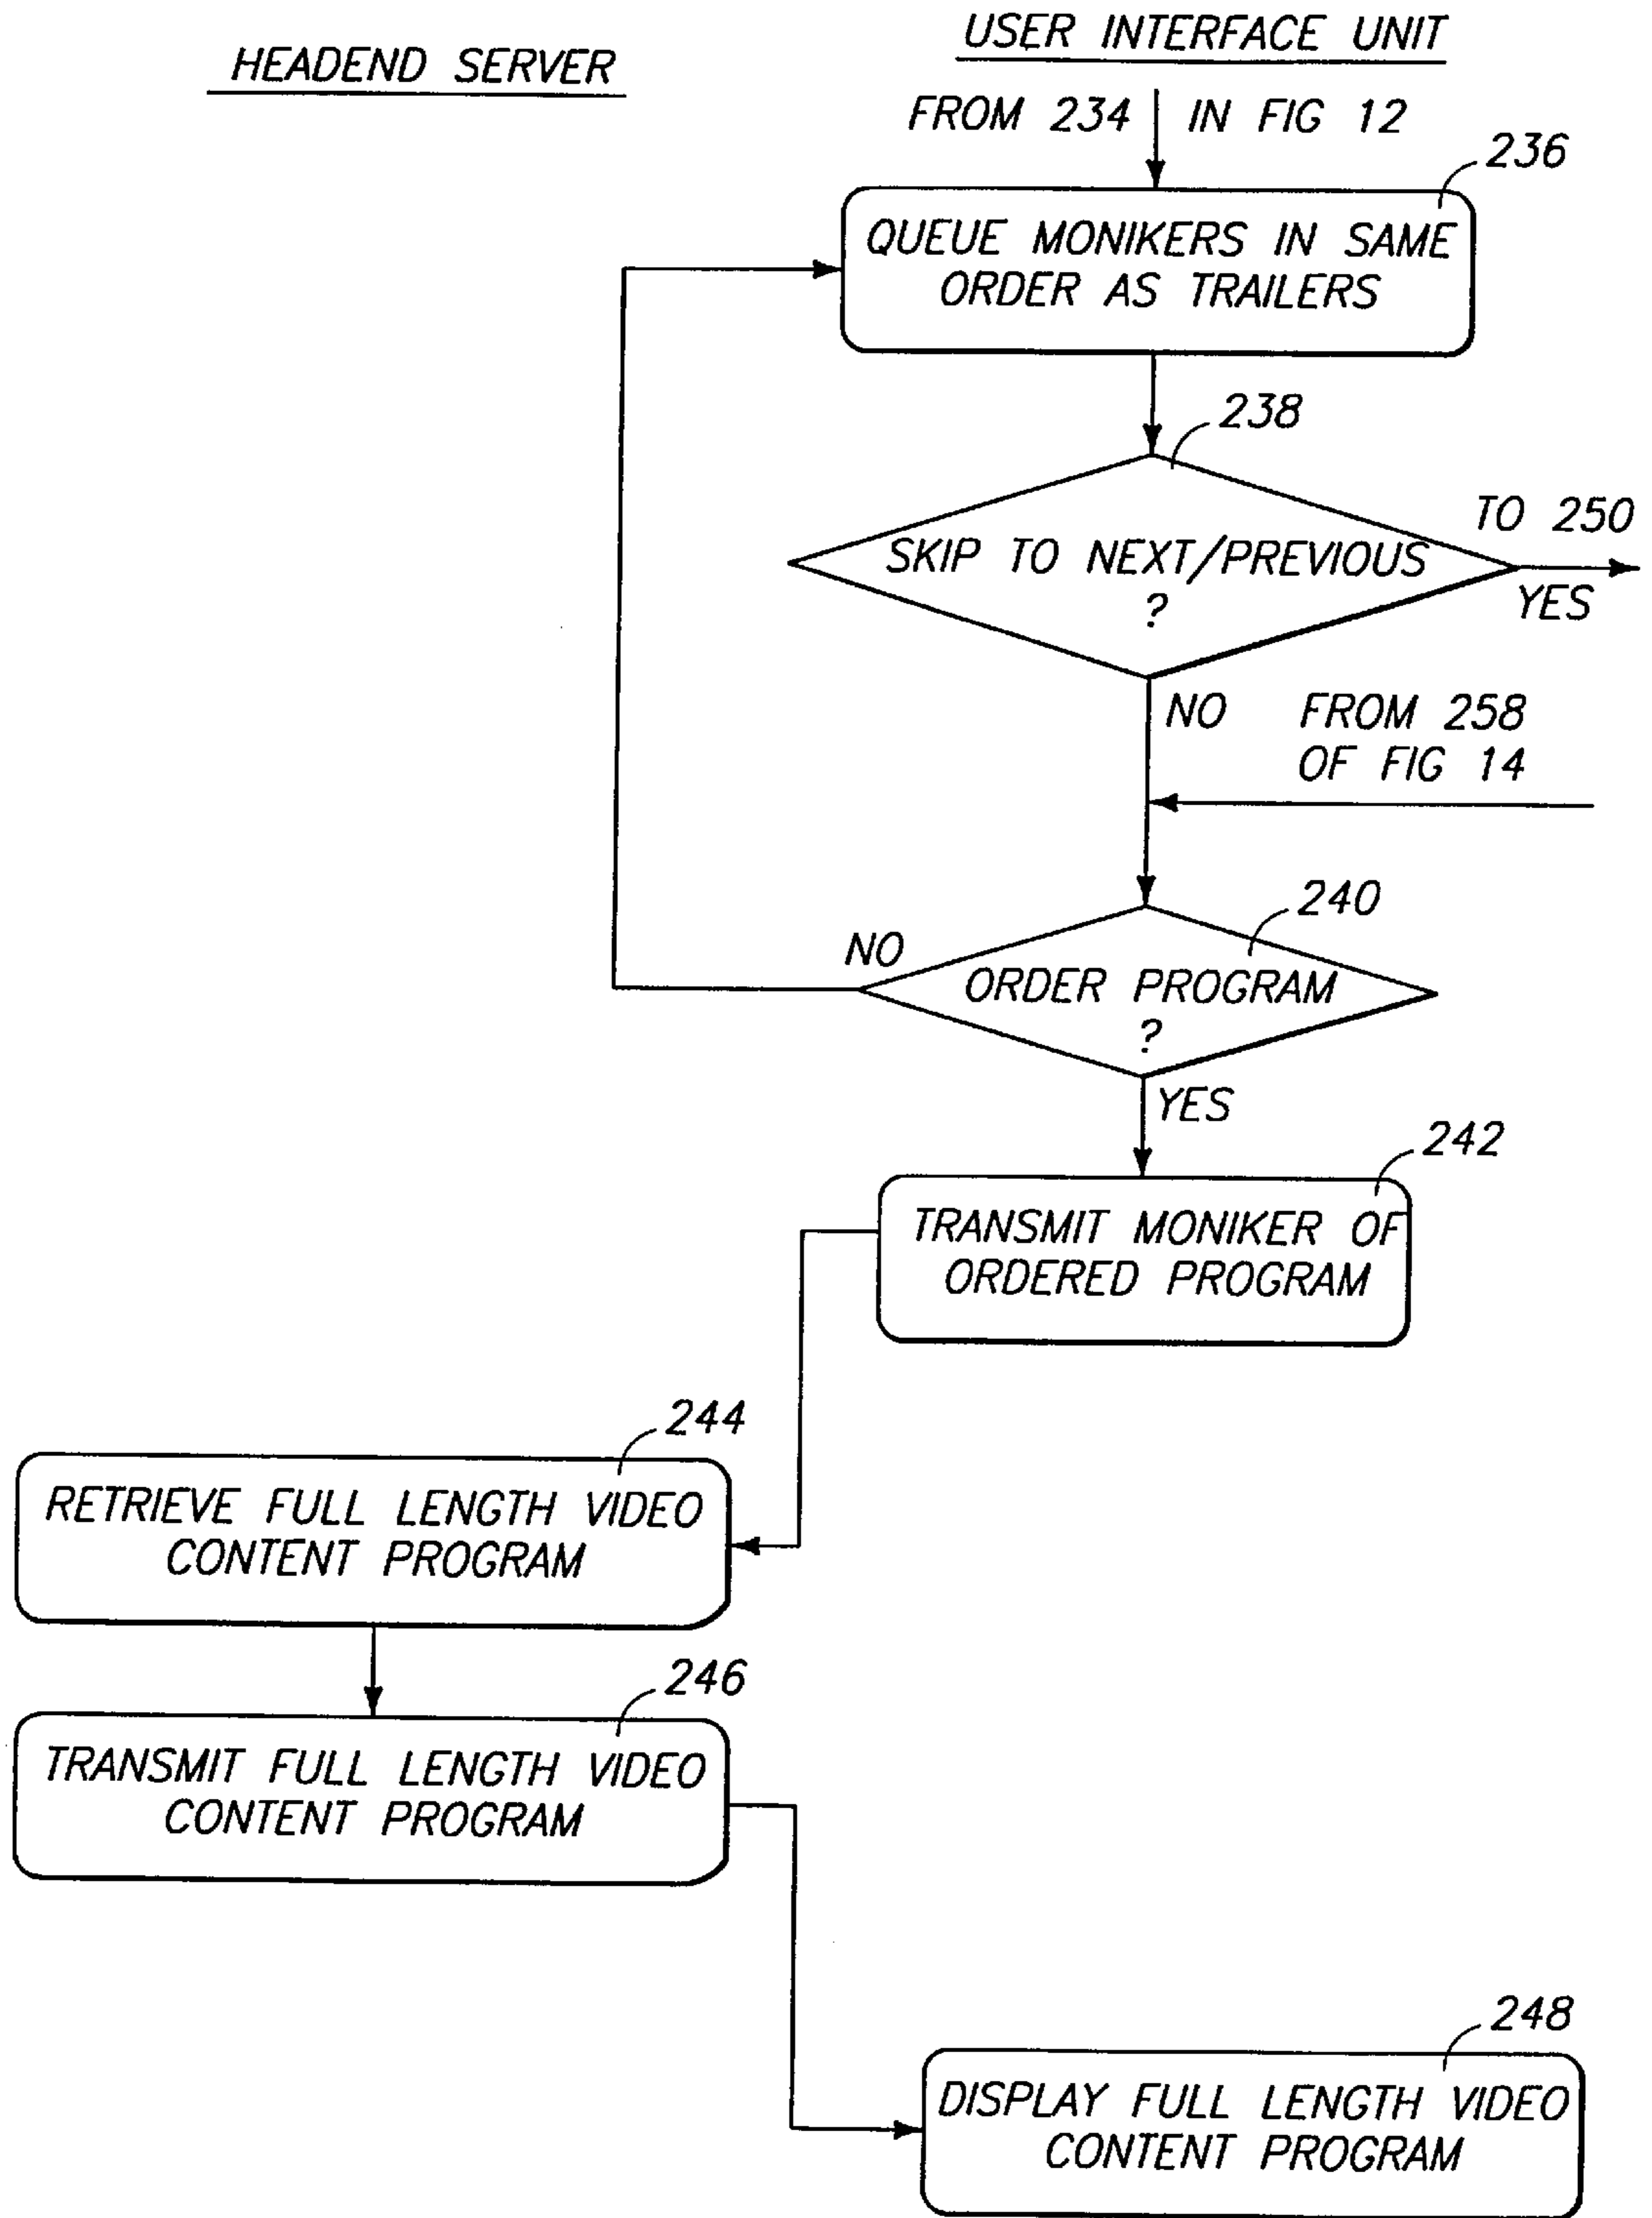 HEADEND SERVER
USER INTERFACE UNIT
FROM 234 IN FIG 12
236
QUEUE MONIKERS IN SAME
ORDER AS TRAILERS
238
SKIP TO NEXT/PREVIOUS
?
TO 250
YES
NO
FROM 258
OF FIG 14
240
NO
ORDER PROGRAM
?
YES
242
TRANSMIT MONIKER OF
ORDERED PROGRAM
244
RETRIEVE FULL LENGTH VIDEO
CONTENT PROGRAM
246
TRANSMIT FULL LENGTH VIDEO
CONTENT PROGRAM
248
DISPLAY FULL LENGTH VIDEO
CONTENT PROGRAM